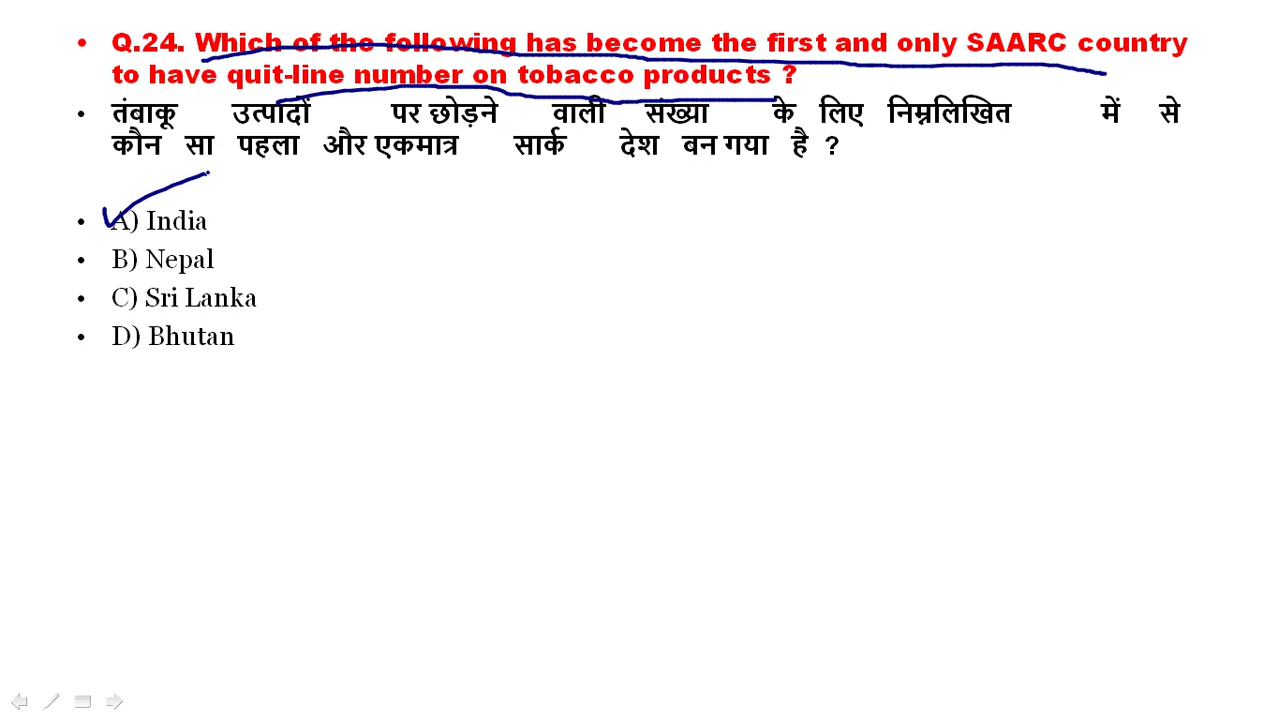 • Q.24. Which of the following has become the first and only SAARC country
to have quit-line number on tobacco products ?
• तंबाकू उत्पादों पर छोड़ने वाली संख्या के लिए निम्नलिखित में से
कौन सा पहला और एकमात्र सार्क देश बन गया है ?
• A) India
• B) Nepal
• C) Sri Lanka
• D) Bhutan